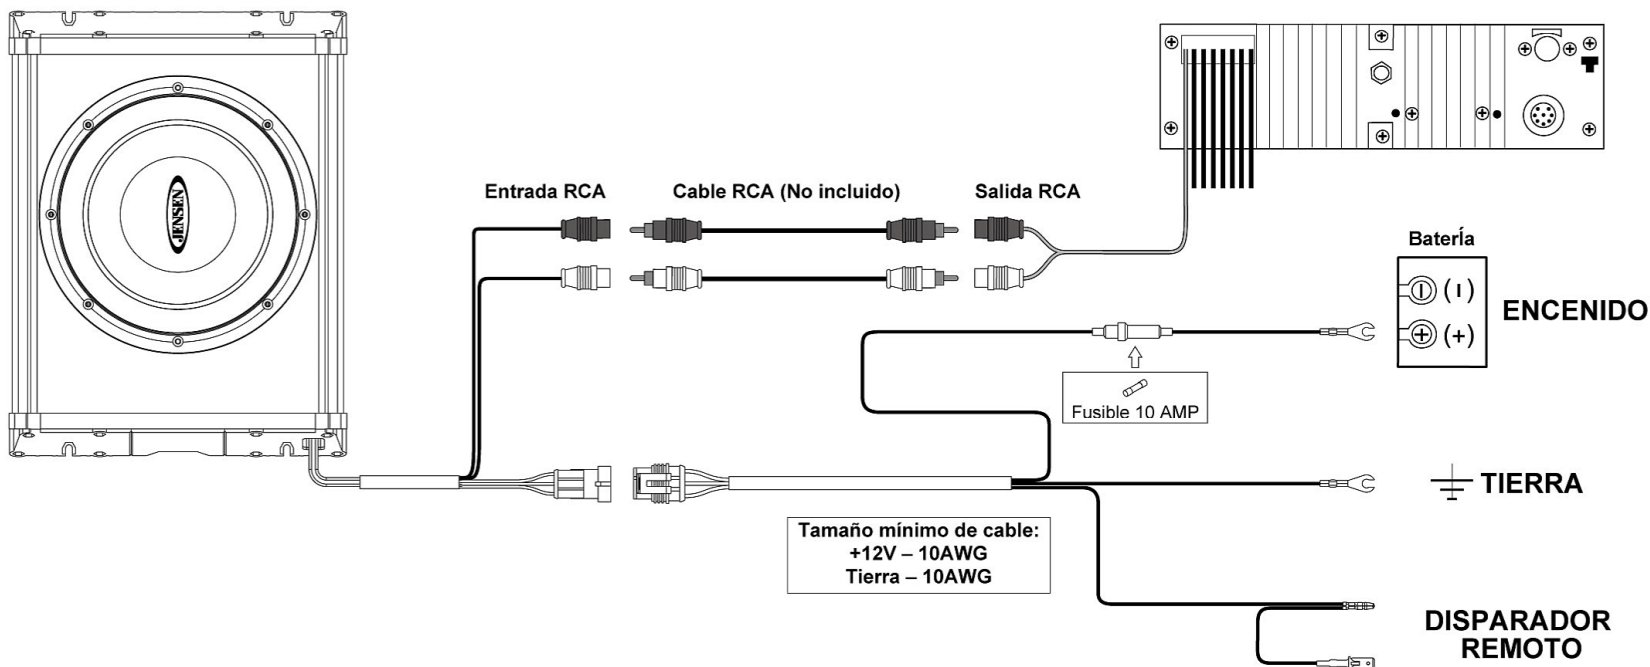 JENSEN
Entrada RCA
Cable RCA (No incluido)
Salida RCA
Batería
(-)
(+)
ENCENIDO
Fusible 10 AMP
TIERRA
Tamaño mínimo de cable:
+12V – 10AWG
Tierra – 10AWG
DISPARADOR
REMOTO